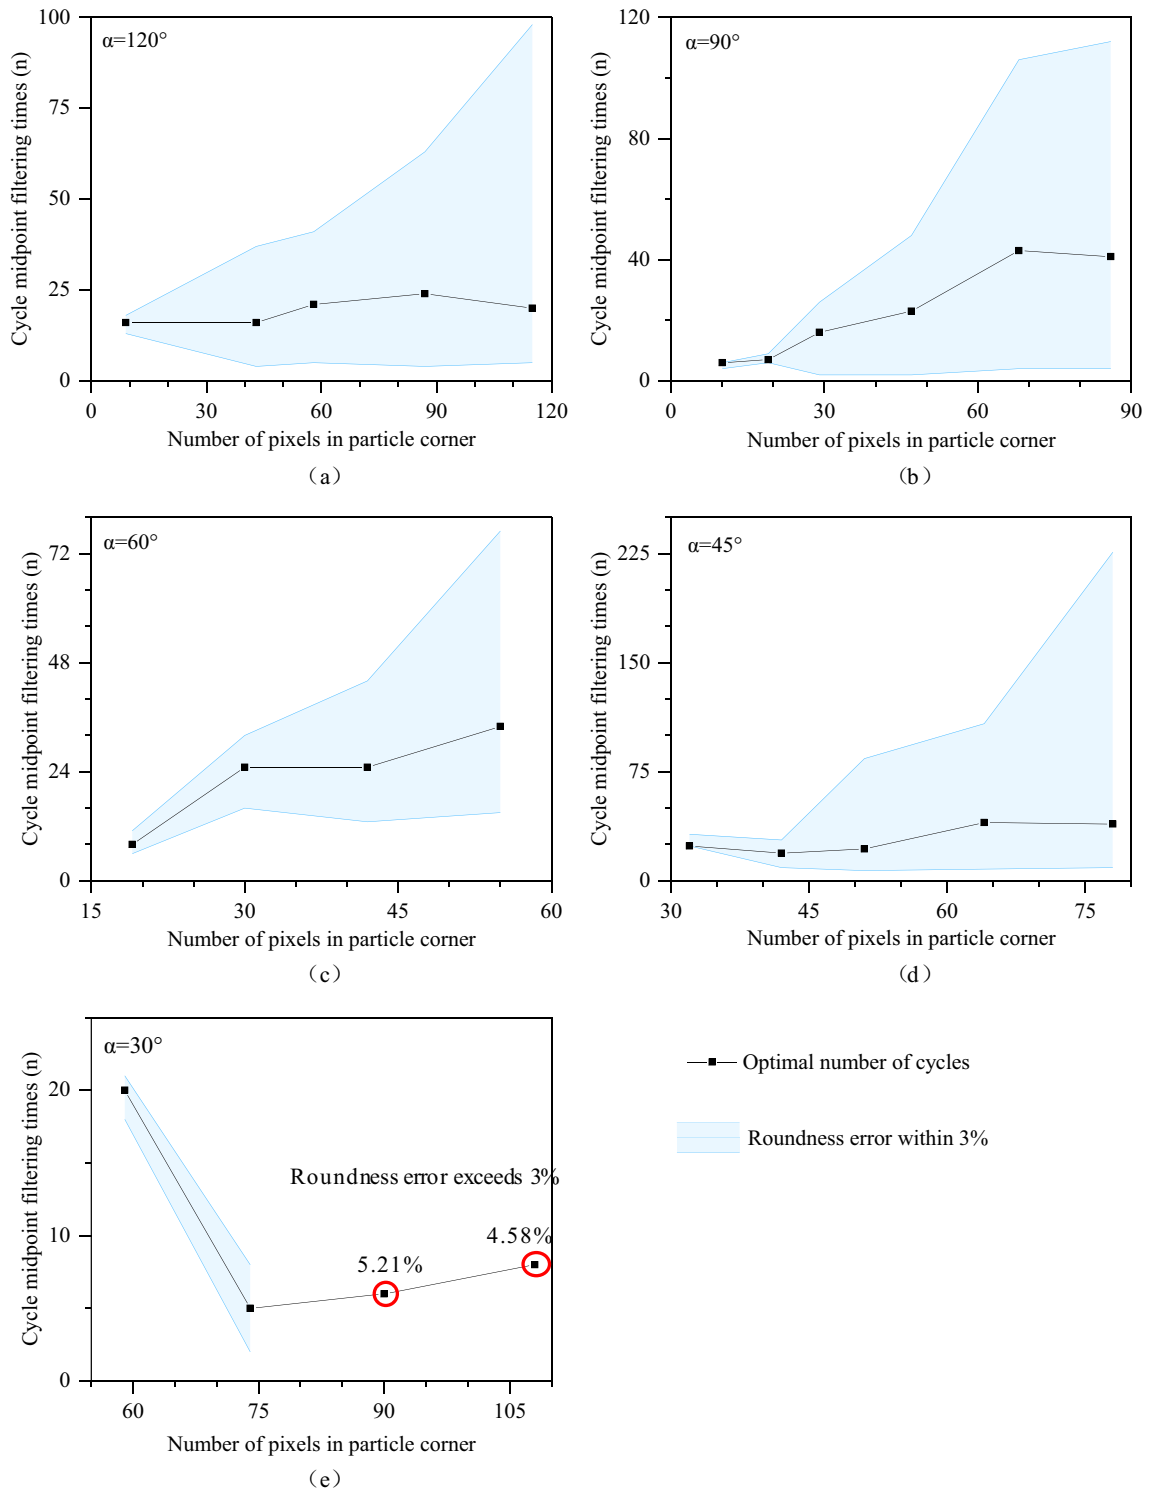 100
75
50
25
0
0
30
60
90
120
α=120°
Cycle midpoint filtering times (n)
Number of pixels in particle corner
（a）
120
80
40
0
0
30
60
90
α=90°
Cycle midpoint filtering times (n)
Number of pixels in particle corner
（b）
72
48
24
0
15
30
45
60
α=60°
Cycle midpoint filtering times (n)
Number of pixels in particle corner
（c）
225
150
75
0
30
45
60
75
α=45°
Cycle midpoint filtering times (n)
Number of pixels in particle corner
（d）
20
10
0
60
75
90
105
α=30°
Roundness error exceeds 3%
4.58%
5.21%
Cycle midpoint filtering times (n)
Number of pixels in particle corner
（e）
Optimal number of cycles
Roundness error within 3%